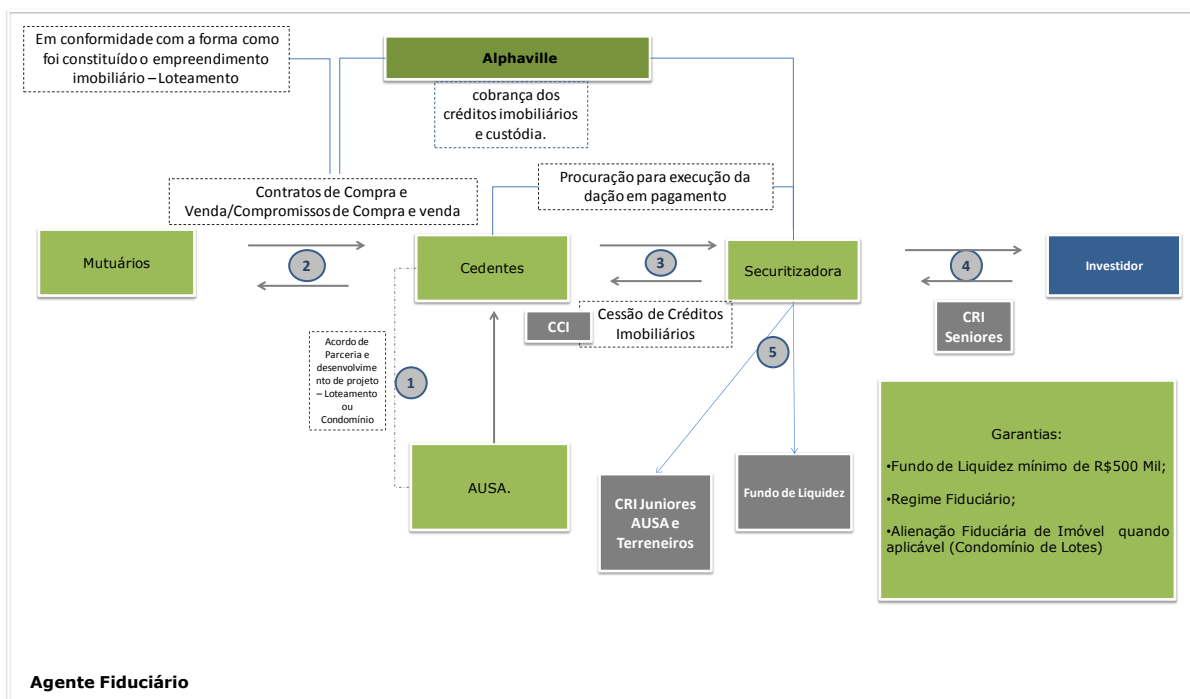 Em conformidade com a forma como
foi constituído o empreendimento
imobiliário – Loteamento
Alphaville
cobrança dos
créditos imobiliários
e custódia.
Contratos de Compra e
Venda/Compromissos de Compra e venda
Procuração para execução da
dação em pagamento
Mutuários
2
Cedentes
3
Securitizadora
4
Investidor
CCI
Cessão de Créditos
Imobiliários
CRI
Seniores
Acordo de
Parceria e
desenvolvime
nto de projeto
– Loteamento
ou
Condomínio
1
5
AUSA.
CRI Juniores
AUSA e
Terreneiros
Fundo de Liquidez
Garantias:
•Fundo de Liquidez mínimo de R$500 Mil;
•Regime Fiduciário;
•Alienação Fiduciária de Imóvel quando
aplicável (Condomínio de Lotes)
Agente Fiduciário